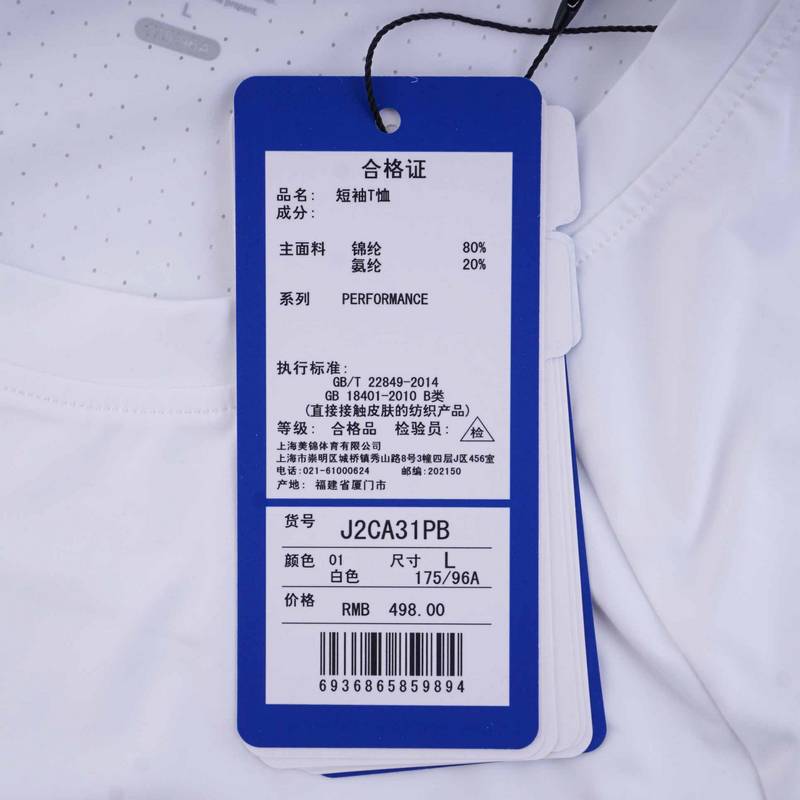 L
合格证
品名: 短袖T恤
成分:
主面料 锦纶 80%
氨纶 20%
系列 PERFORMANCE
执行标准:
GB/T 22849-2014
GB 18401-2010 B类
(直接接触皮肤的纺织产品)
等级: 合格品 检验员: 检
上海美锦体育有限公司
上海市崇明区城桥镇秀山路8号3幢四层J区456室
电话:021-61000624 邮编:202150
产地: 福建省厦门市
货号 J2CA31PB
颜色 01 尺寸 L
白色 175/96A
价格 RMB 498.00
6936865859894